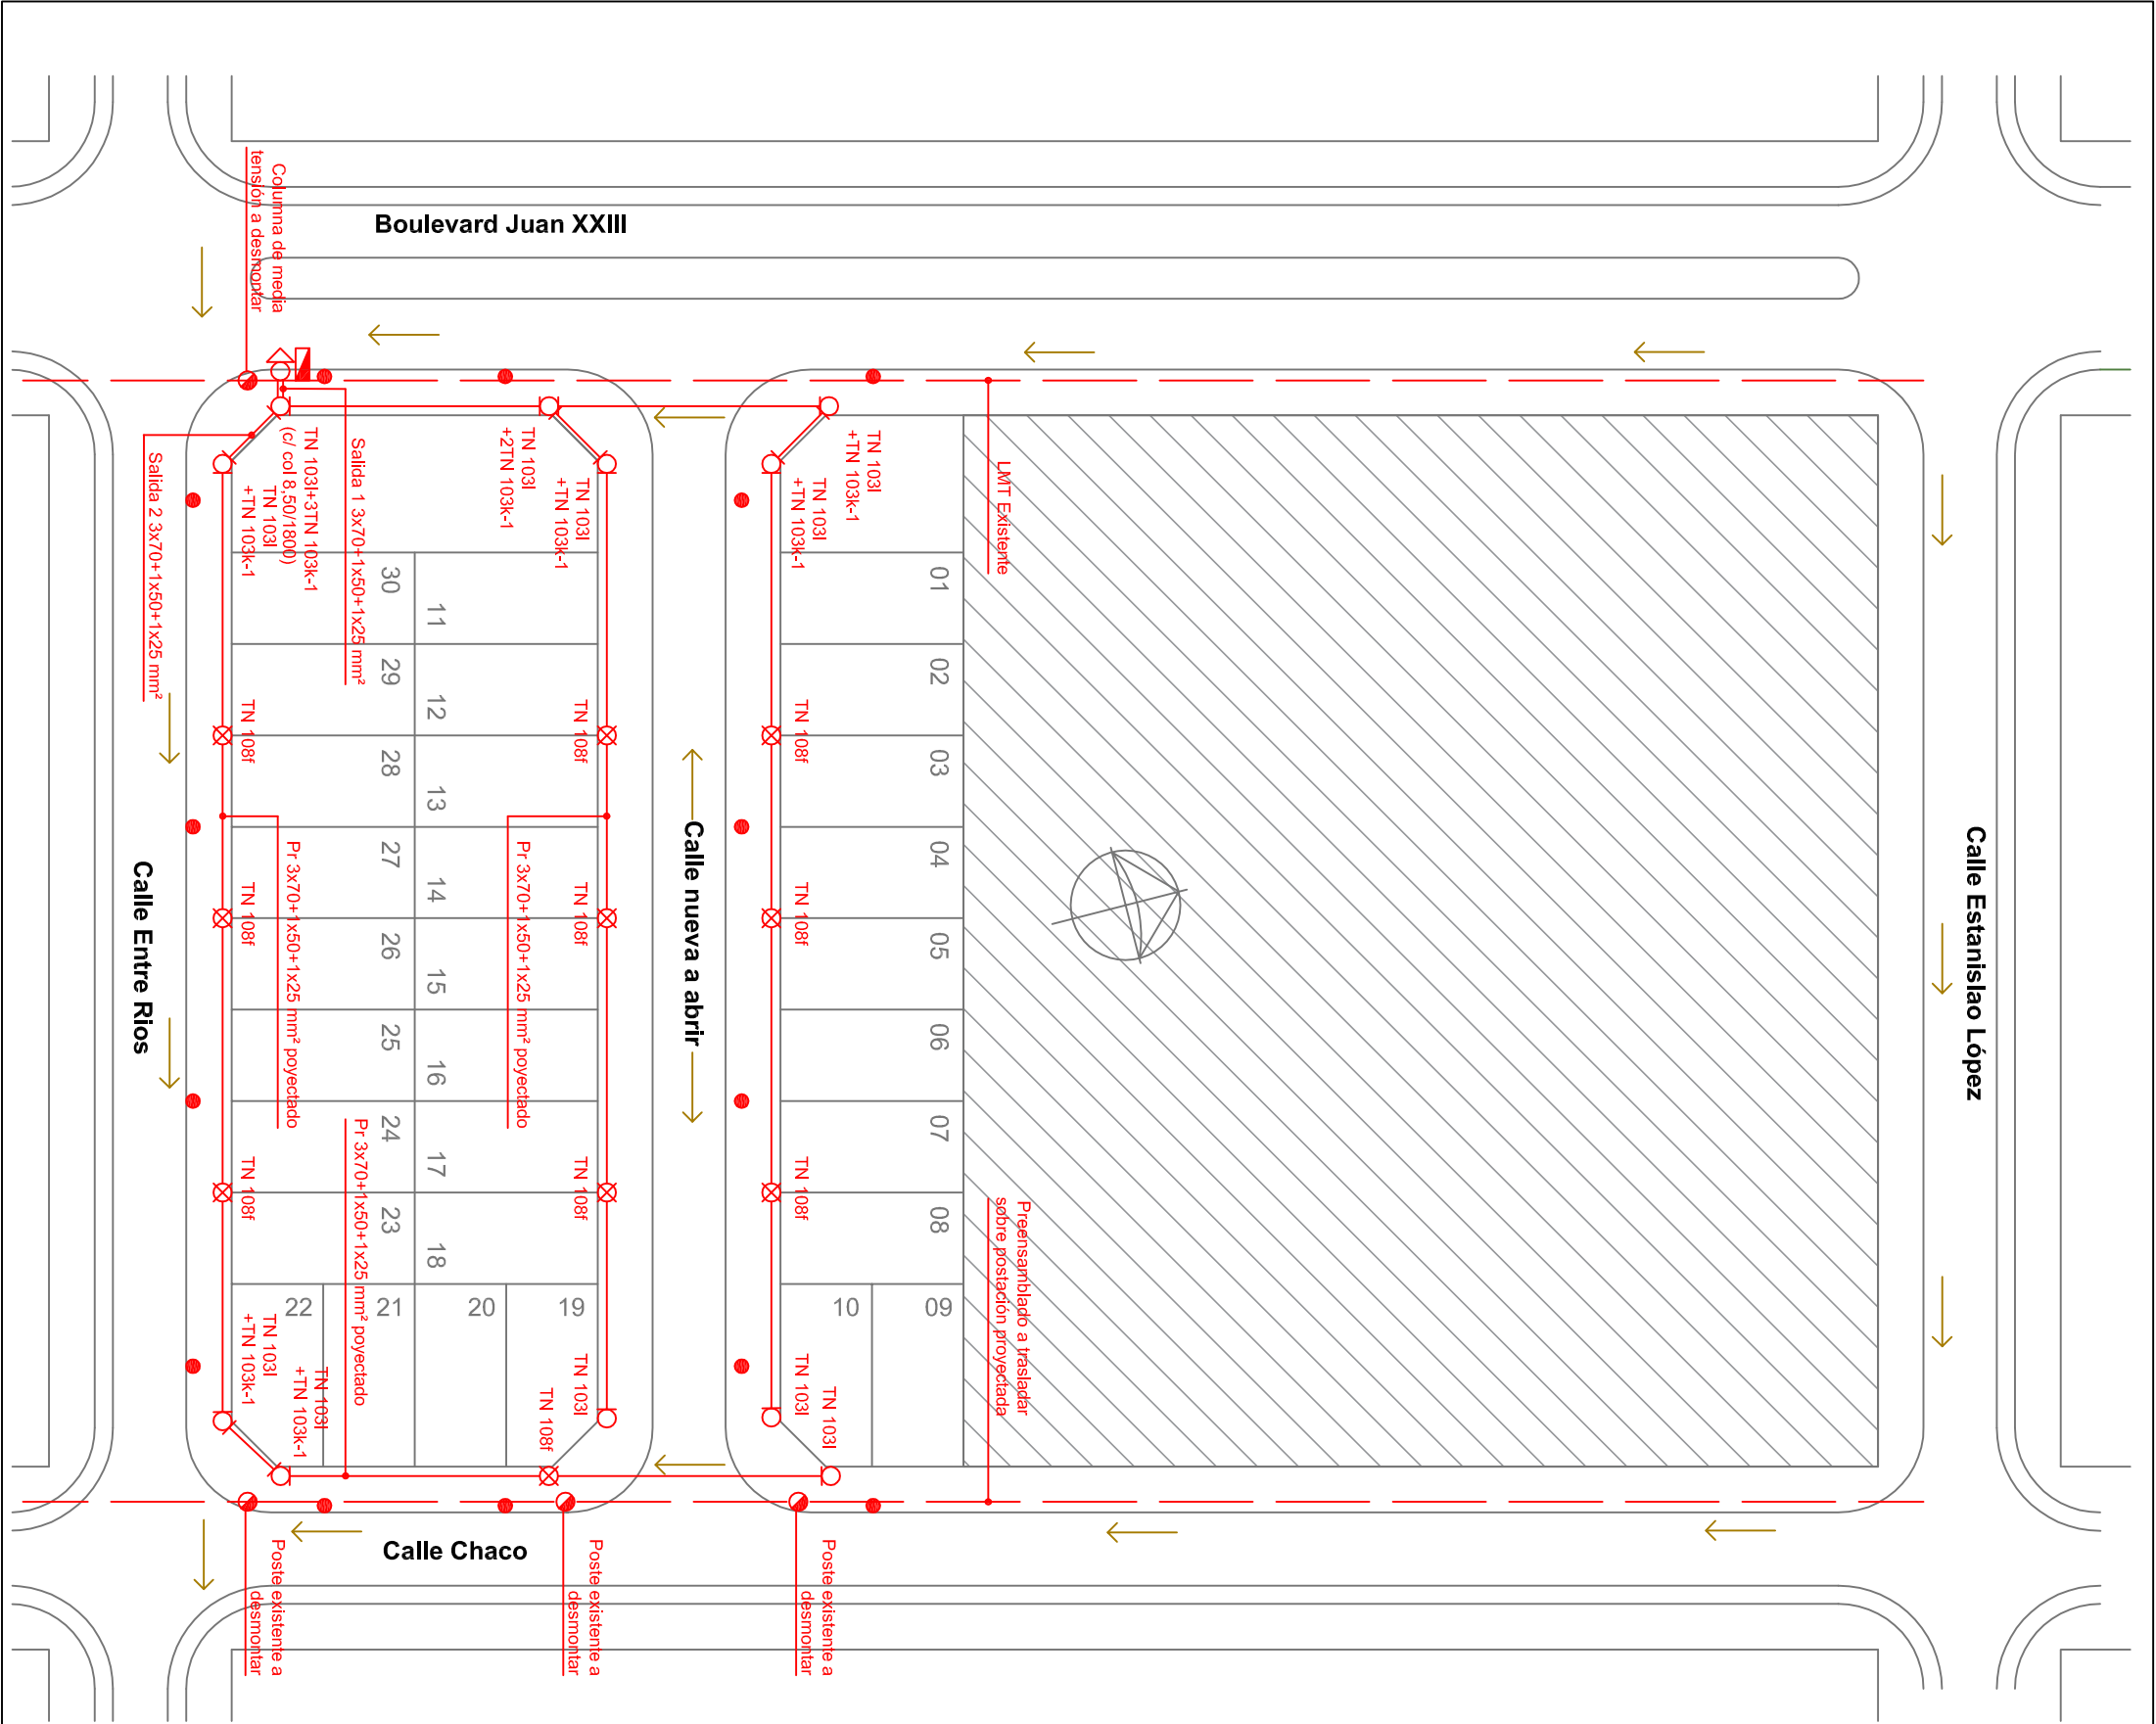 Boulevard Juan XXIII
Columna de media
tensión a desmontar
TN 103l+3TN 103k-1
(c/ col 8,50/1800)
TN 103l
+TN 103k-1
Salida 1 3x70+1x50+1x25 mm²
Salida 2 3x70+1x50+1x25 mm²
TN 103l
+2TN 103k-1
TN 103l
+TN 103k-1
TN 103l
+TN 103k-1
TN 103l
+TN 103k-1
LMT Existente
30
11
01
29
12
02
TN 108f
TN 108f
TN 108f
28
13
03
27
14
04
TN 108f
TN 108f
TN 108f
26
15
05
25
16
06
24
17
07
TN 108f
TN 108f
TN 108f
23
18
08
22
21
20
19
10
09
Pr 3x70+1x50+1x25 mm² poyectado
Pr 3x70+1x50+1x25 mm² poyectado
Pr 3x70+1x50+1x25 mm² poyectado
Calle Entre Rios
Calle nueva a abrir
Calle Estanislao López
Preensamblado a trasladar
sobre postación proyectada
TN 103l
+TN 103k-1
TN 103l
+TN 103k-1
TN 108f
TN 103l
TN 103l
TN 103l
Calle Chaco
Poste existente a
desmontar
Poste existente a
desmontar
Poste existente a
desmontar